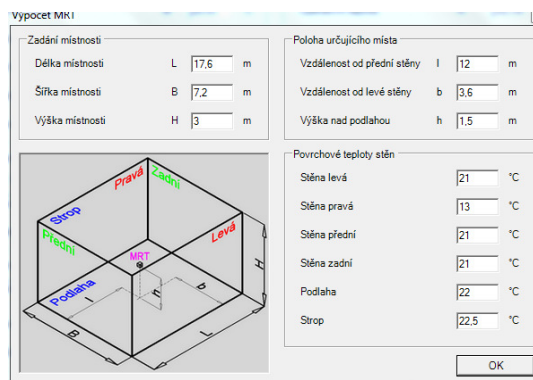 Výpocet MRT
Zadání místnosti
Délka místnosti L 17,6 m
Šířka místnosti B 7,2 m
Výška místnosti H 3 m
Poloha určujícího místa
Vzdálenost od přední stěny l 12 m
Vzdálenost od levé stěny b 3,6 m
Výška nad podlahou h 1,5 m
Pravá
Zadní
Strop
Přední
Levá
MRT
Podlaha
l
h
b
H
B
L
Povrchové teploty stěn
Stěna levá 21 °C
Stěna pravá 13 °C
Stěna přední 21 °C
Stěna zadní 21 °C
Podlaha 22 °C
Strop 22,5 °C
OK